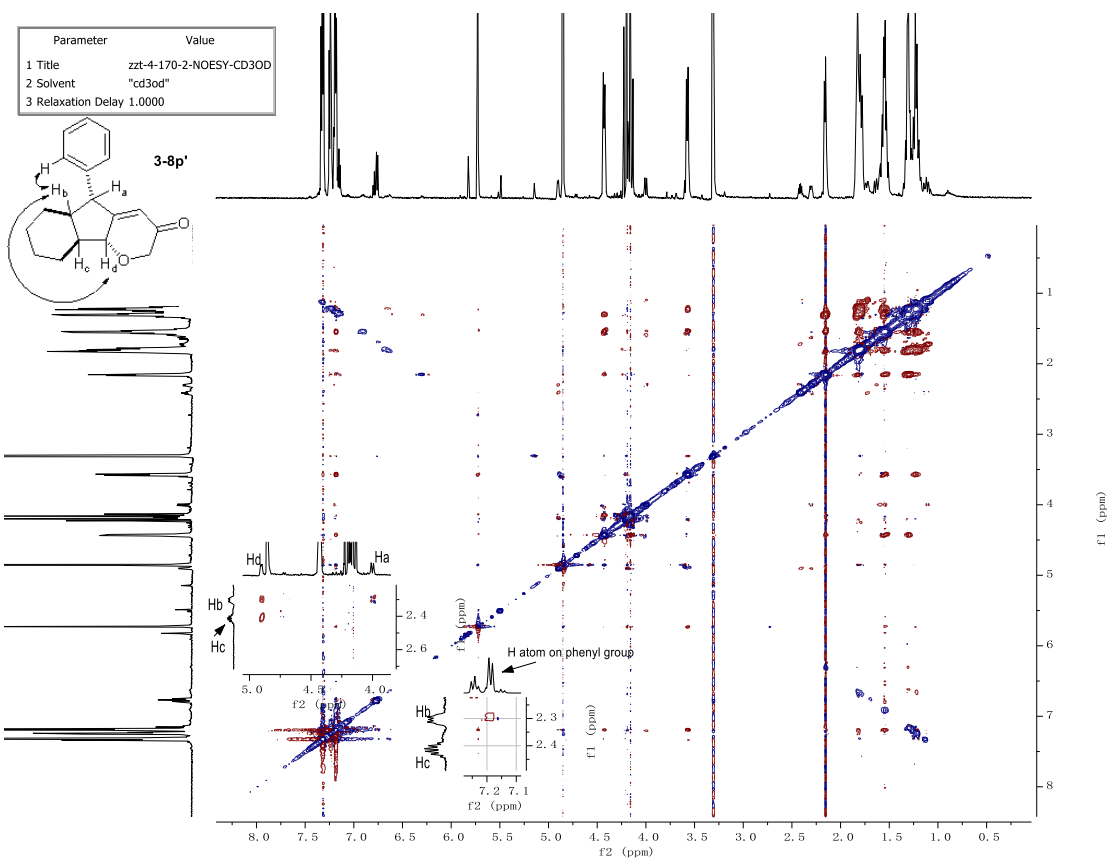 Parameter Value
1 Title zzt-4-170-2-NOESY-CD3OD
2 Solvent "cd3od"
3 Relaxation Delay 1.0000
3-8p'
H
Hb
Ha
O
O
Hc
Hd
1
2
3
4
5
6
7
8
f1 (ppm)
8.0 7.5 7.0 6.5 6.0 5.5 5.0 4.5 4.0 3.5 3.0 2.5 2.0 1.5 1.0 0.5
f2 (ppm)
Hd
Ha
Hb
Hc
2.4
2.6
f1 (ppm)
5.0 4.5 4.0
f2 (ppm)
H atom on phenyl group
Hb
Hc
2.3
2.4
f1 (ppm)
7.2 7.1
f2 (ppm)